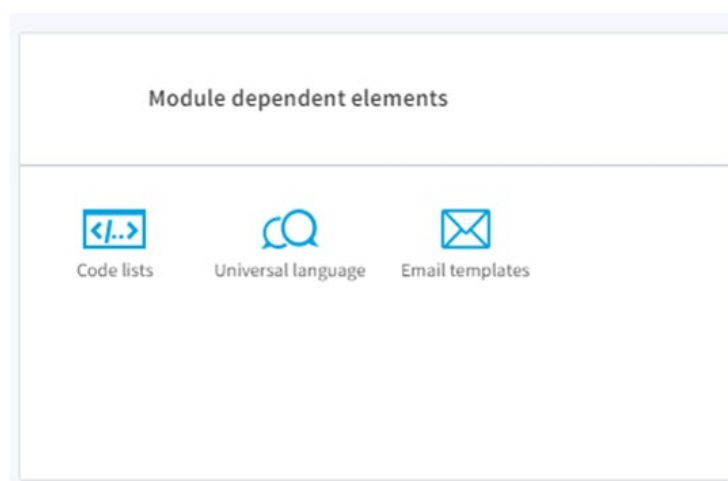 Module dependent elements
</..>
Code lists
Universal language
Email templates